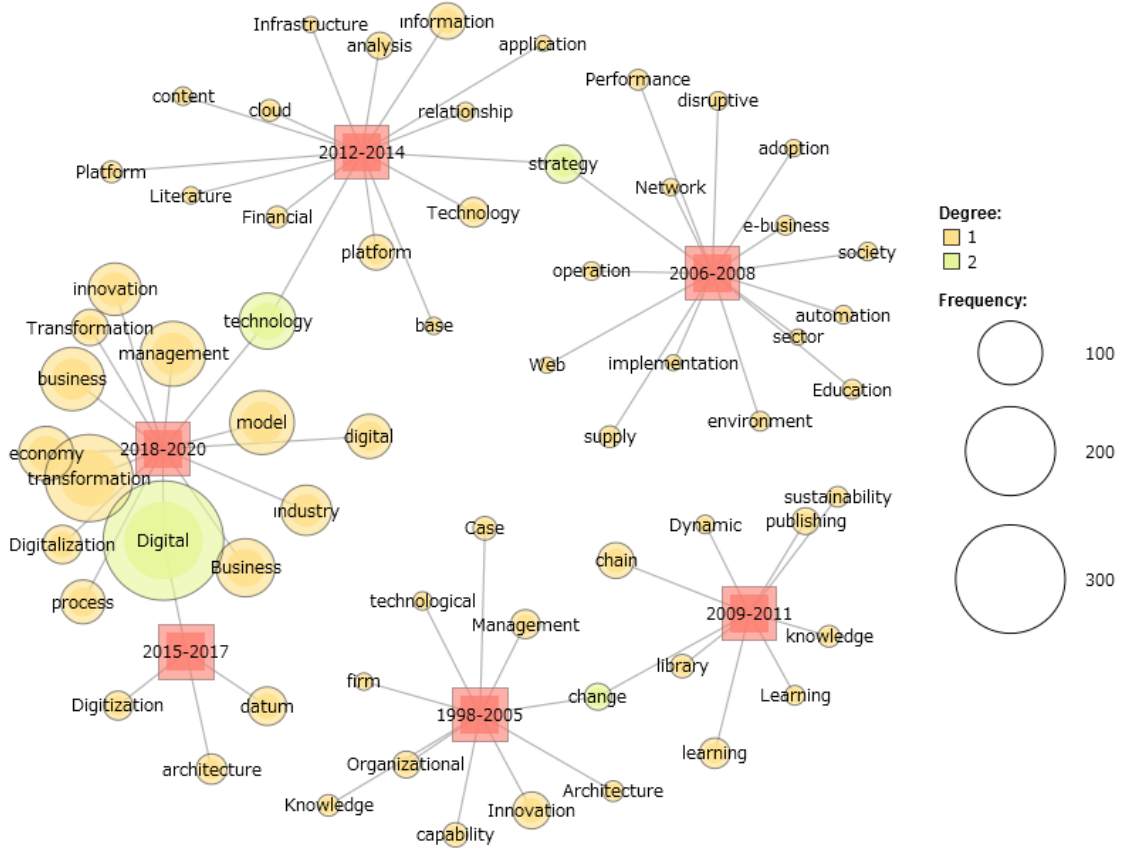 Infrastructure
information
analysis
application
content
cloud
relationship
2012-2014
Platform
Literature
Financial
Technology
platform
base
strategy
technology
Performance
disruptive
adoption
Network
e-business
society
operation
2006-2008
automation
sector
Web
implementation
Education
environment
supply
innovation
Transformation
management
business
model
digital
2018-2020
economy
transformation
industry
Digitalization
Digital
Business
process
2015-2017
Digitization
datum
architecture
Case
technological
Management
firm
change
1998-2005
Organizational
Knowledge
Innovation
Architecture
capability
sustainability
Dynamic
publishing
chain
2009-2011
knowledge
library
Learning
learning
Degree:
1
2
Frequency:
100
200
300